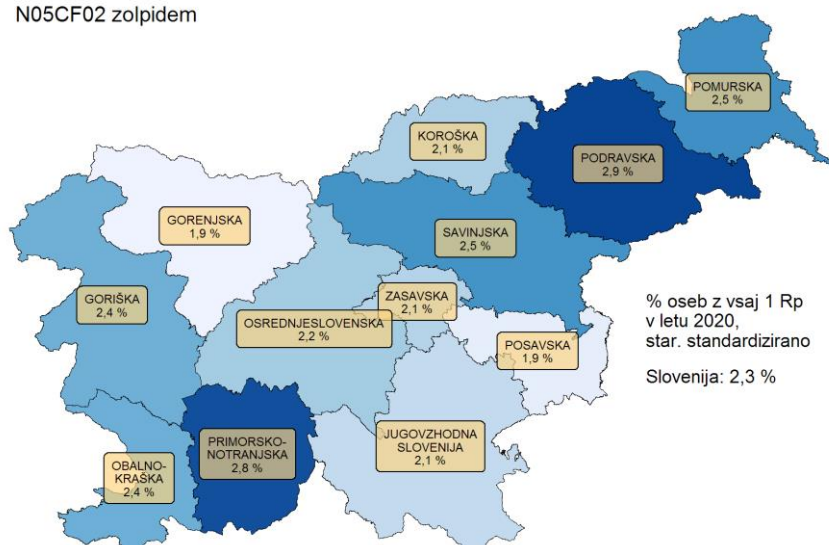 N05CF02 zolpidem
POMURSKA
2,5 %
KOROŠKA
2,1 %
PODRAVSKA
2,9 %
GORENJSKA
1,9 %
SAVINJSKA
2,5 %
GORIŠKA
2,4 %
ZASAVSKA
2,1 %
OSREDNJESLOVENSKA
2,2 %
POSAVSKA
1,9 %
% oseb z vsaj 1 Rp
v letu 2020,
star. standardizirano
Slovenija: 2,3 %
PRIMORSKO-
NOTRANJSKA
2,8 %
JUGOVZHODNA
SLOVENIJA
2,1 %
OBALNO-
KRAŠKA
2,4 %